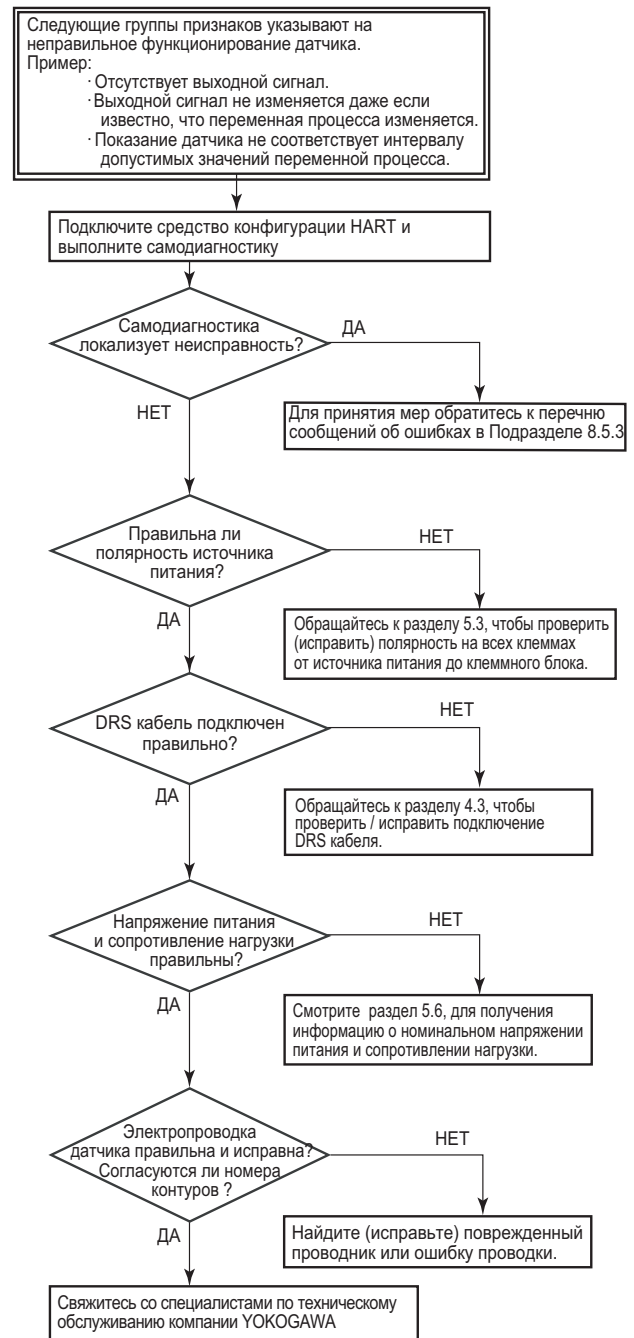 Следующие группы признаков указывают на
неправильное функционирование датчика.
Пример:
· Отсутствует выходной сигнал.
· Выходной сигнал не изменяется даже если
известно, что переменная процесса изменяется.
· Показание датчика не соответствует интервалу
допустимых значений переменной процесса.
Подключите средство конфигурации HART и
выполните самодиагностику
Самодиагностика
локализует неисправность?
ДА
НЕТ
Для принятия мер обратитесь к перечню
сообщений об ошибках в Подразделе 8.5.3
Правильна ли
полярность источника
питания?
НЕТ
ДА
Обращайтесь к разделу 5.3, чтобы проверить
(исправить) полярность на всех клеммах
от источника питания до клеммного блока.
DRS кабель подключен
правильно?
НЕТ
ДА
Обращайтесь к разделу 4.3, чтобы
проверить / исправить подключение
DRS кабеля.
Напряжение питания
и сопротивление нагрузки
правильны?
НЕТ
ДА
Смотрите раздел 5.6, для получения
информацию о номинальном напряжении
питания и сопротивлении нагрузки.
Электропроводка
датчика правильна и исправна?
Согласуются ли номера
контуров ?
НЕТ
ДА
Найдите (исправьте) поврежденный
проводник или ошибку проводки.
Свяжитесь со специалистами по техническому
обслуживанию компании YOKOGAWA